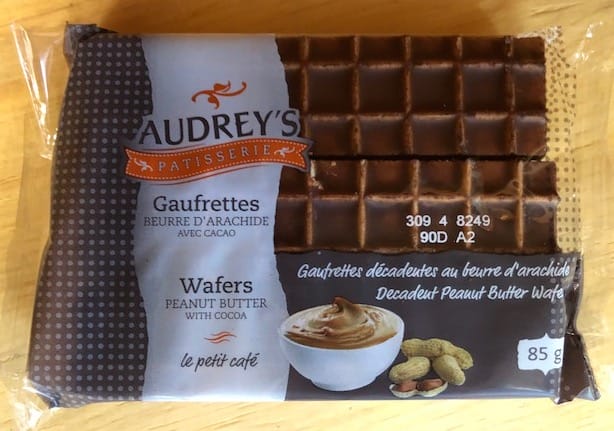 AUDREY'S
PATISSERIE
Gaufrettes
BEURRE D'ARACHIDE
AVEC CACAO
Wafers
PEANUT BUTTER
WITH COCOA
le petit café
309 4 8249
90D A2
Gaufrettes décadentes au beurre d'arachide
Decadent Peanut Butter Wafe
85 g